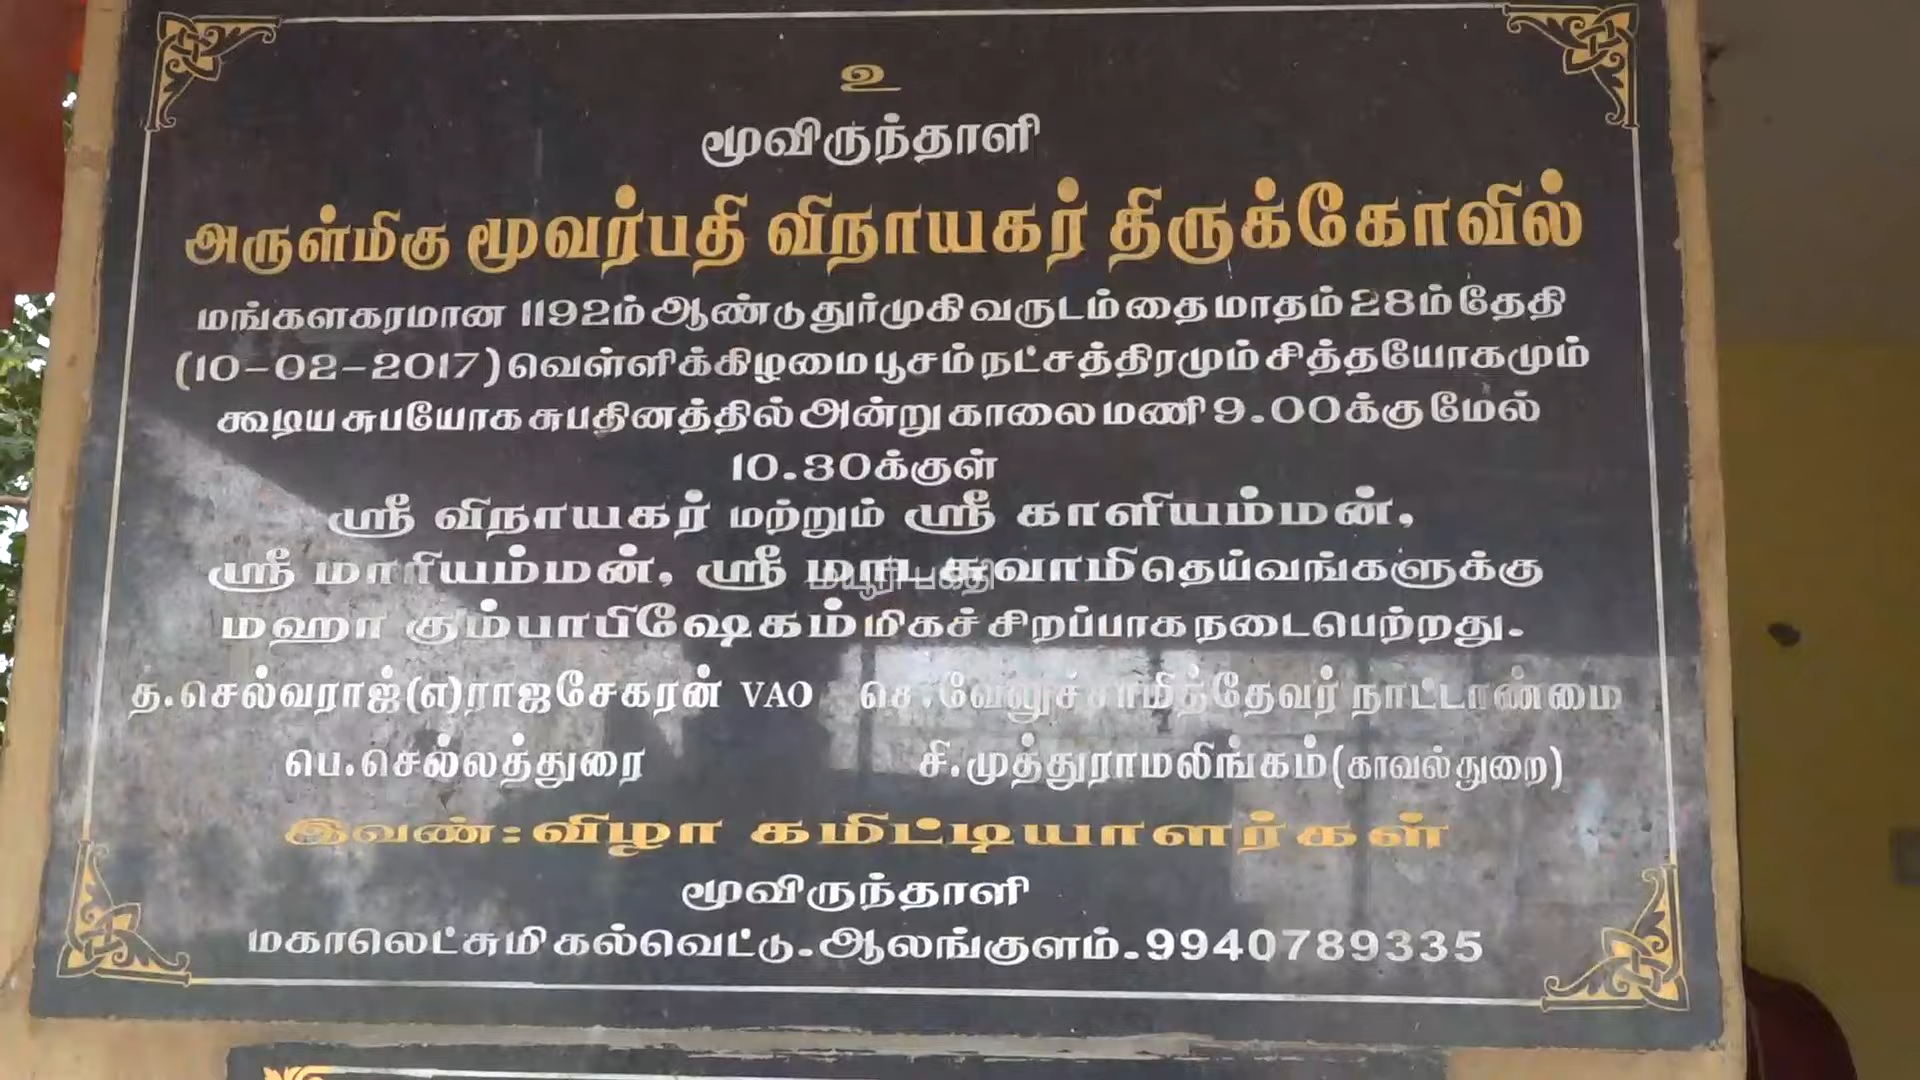 உ
மூவிருந்தாளி
அருள்மிகு மூவர்பதி விநாயகர் திருக்கோவில்
மங்களகரமான 1192ம் ஆண்டு துர்முகி வருடம் தை மாதம் 28ம் தேதி
(10-02-2017) வெள்ளிக்கிழமை பூசம் நட்சத்திரமும் சித்தயோகமும்
கூடிய சுபயோக சுபதினத்தில் அன்று காலை மணி 9.00க்கு மேல்
10.30க்குள்
ஸ்ரீ விநாயகர் மற்றும் ஸ்ரீ காளியம்மன்,
ஸ்ரீ மாரியம்மன், ஸ்ரீ மாடசுவாமி தெய்வங்களுக்கு
மயூரி பக்தி
மஹா கும்பாபிஷேகம் மிகச் சிறப்பாக நடைபெற்றது.
த.செல்வராஜ்(எ)ராஜசேகரன் VAO செ.வேலுச்சாமித்தேவர் நாட்டாண்மை
பெ.செல்லத்துரை சி.முத்துராமலிங்கம்(காவல்துறை)
இவண்: விழா கமிட்டியாளர்கள்
மூவிருந்தாளி
மகாலெட்சுமி கல்வெட்டு.ஆலங்குளம்.9940789335